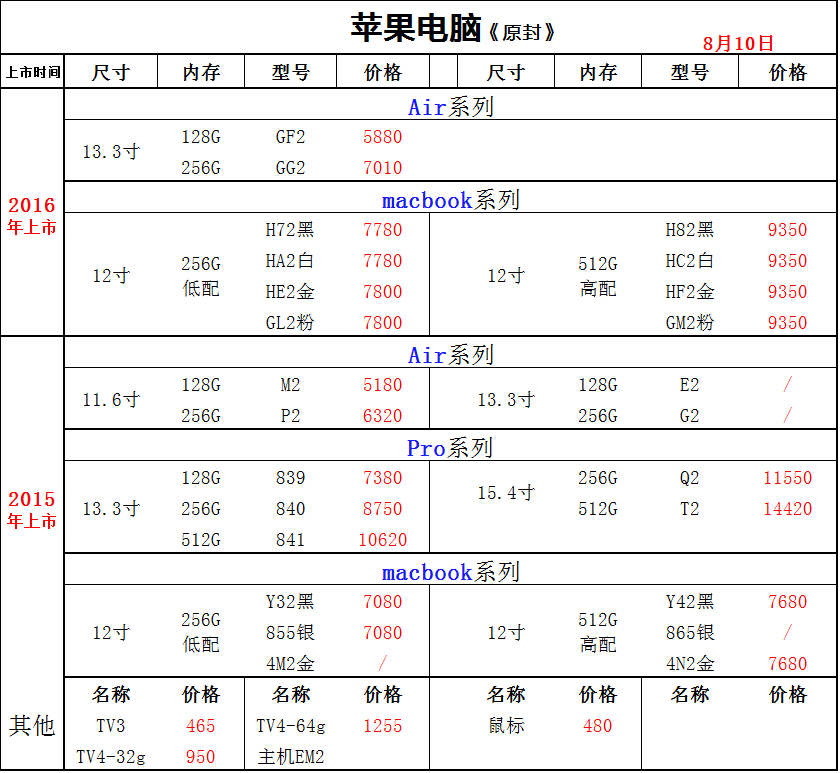 苹果电脑《原封》
8月10日
上市时间 尺寸 内存 型号 价格 尺寸 内存 型号 价格
2016
年上市
Air系列
13.3寸
128G GF2 5880
256G GG2 7010
macbook系列
12寸
256G
低配
H72黑 7780
HA2白 7780
HE2金 7800
GL2粉 7800
12寸
512G
高配
H82黑 9350
HC2白 9350
HF2金 9350
GM2粉 9350
2015
年上市
Air系列
11.6寸
128G M2 5180
256G P2 6320
13.3寸
128G E2 /
256G G2 /
Pro系列
13.3寸
128G 839 7380
256G 840 8750
512G 841 10620
15.4寸
256G Q2 11550
512G T2 14420
macbook系列
12寸
256G
低配
Y32黑 7080
855银 7080
4M2金 /
12寸
512G
高配
Y42黑 7680
865银 /
4N2金 7680
其他
名称 价格 名称 价格 名称 价格 名称 价格
TV3 465 TV4-64g 1255 鼠标 480
TV4-32g 950 主机EM2